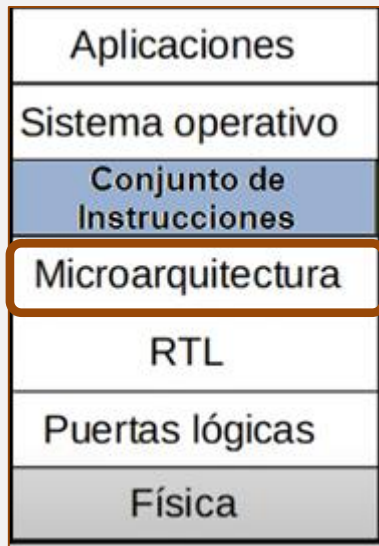 Aplicaciones
Sistema operativo
Conjunto de
Instrucciones
Microarquitectura
RTL
Puertas lógicas
Física